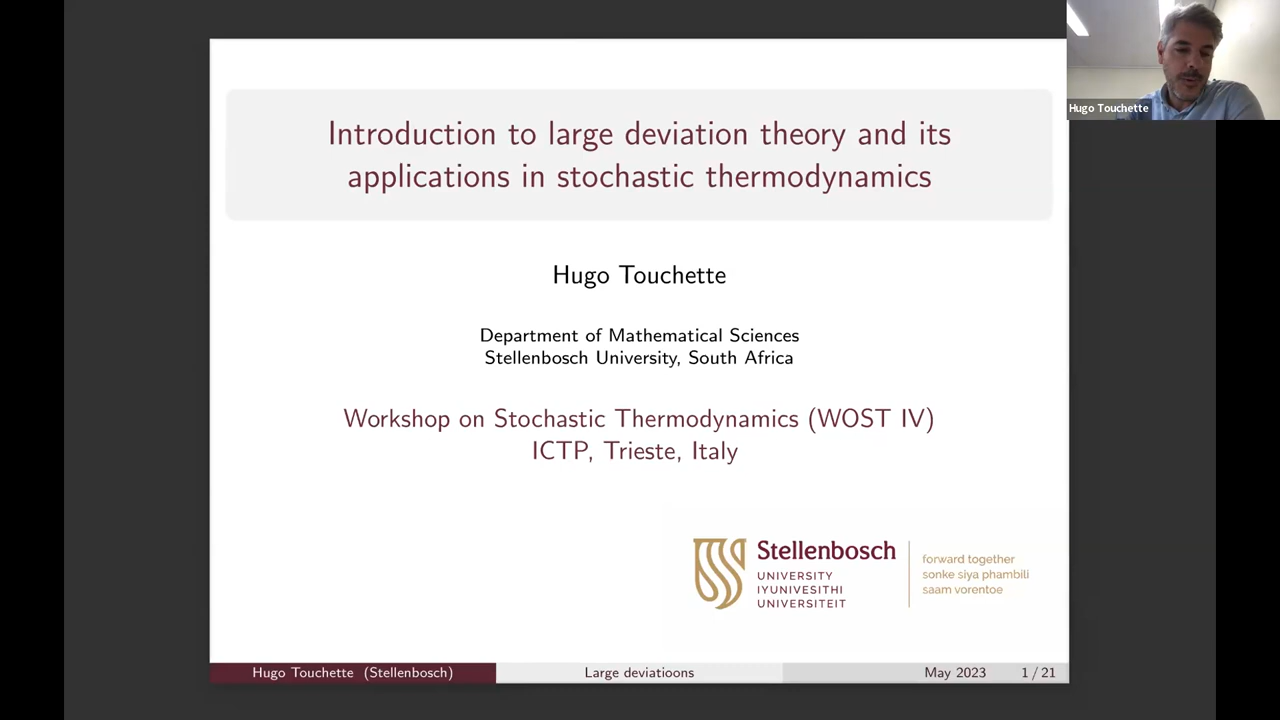 Introduction to large deviation theory and its
applications in stochastic thermodynamics
Hugo Touchette
Hugo Touchette
Department of Mathematical Sciences
Stellenbosch University, South Africa
Workshop on Stochastic Thermodynamics (WOST IV)
ICTP, Trieste, Italy
Stellenbosch
UNIVERSITY
IYUNIVESITHI
UNIVERSITEIT
forward together
sonke siya phambili
saam vorentoe
Hugo Touchette (Stellenbosch)
Large deviatioons
May 2023
1 / 21